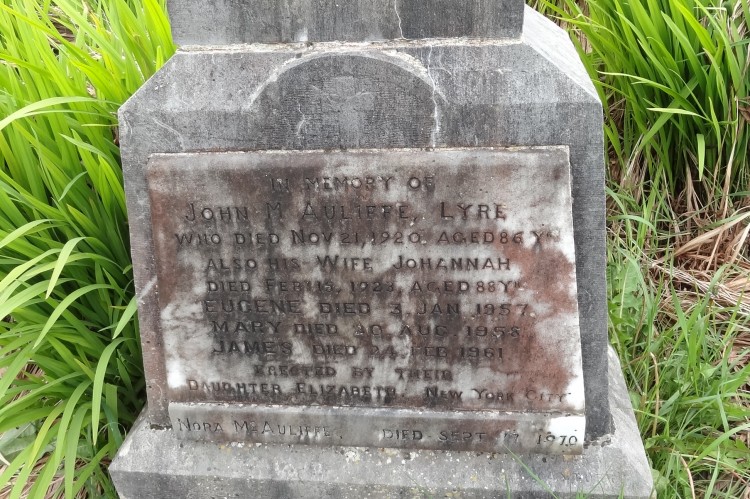 IN MEMORY OF
JOHN Mc AULIFFE, LYRE
WHO DIED NOV. 21, 1920. AGED 86 Yrs
ALSO HIS WIFE JOHANNAH
DIED FEB. 15, 1923, AGED 88 Yrs
EUGENE DIED 3 JAN 1957.
MARY DIED 20 AUG 1958
JAMES DIED 24 FEB 1961
ERECTED BY THEIR
DAUGHTER, ELIZABETH, NEW YORK CITY
NORA McAULIFFE, DIED SEPT. 17, 1970